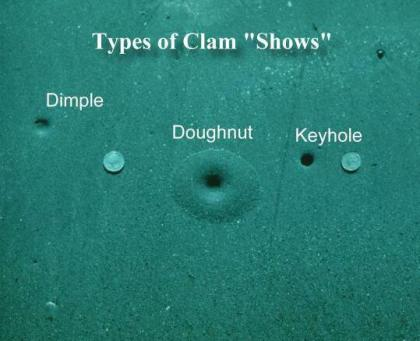 Types of Clam "Shows"
Dimple
Doughnut
Keyhole